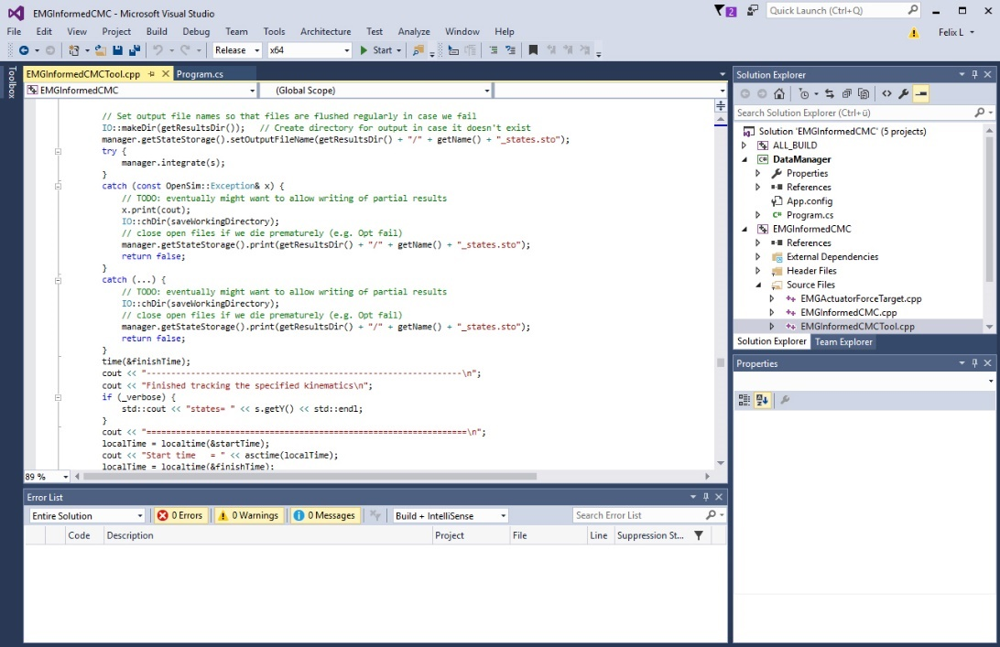 EMGInformedCMC - Microsoft Visual Studio
2
Quick Launch (Ctrl+Q)
File Edit View Project Build Debug Team Tools Architecture Test Analyze Window Help
Felix L
Release x64 Start
Toolbox
EMGInformedCMCTool.cpp Program.cs
EMGInformedCMC (Global Scope)
// Set output file names so that files are flushed regularly in case we fail
IO::makeDir(getResultsDir());   // Create directory for output in case it doesn't exist
manager.getStateStorage().setOutputFileName(getResultsDir() + "/" + getName() + "_states.sto");
try {
manager.integrate(s);
}
catch (const OpenSim::Exception& x) {
// TODO: eventually might want to allow writing of partial results
x.print(cout);
IO::chDir(saveWorkingDirectory);
// close open files if we die prematurely (e.g. Opt fail)
manager.getStateStorage().print(getResultsDir() + "/" + getName() + "_states.sto");
return false;
}
catch (...) {
// TODO: eventually might want to allow writing of partial results
IO::chDir(saveWorkingDirectory);
// close open files if we die prematurely (e.g. Opt fail)
manager.getStateStorage().print(getResultsDir() + "/" + getName() + "_states.sto");
return false;
}
time(&finishTime);
cout << "----------------------------------------------------------------\n";
cout << "Finished tracking the specified kinematics\n";
if (_verbose) {
std::cout << "states= " << s.getY() << std::endl;
}
cout << "=================================================================\n";
localTime = localtime(&startTime);
cout << "Start time   = " << asctime(localTime);
localTime = localtime(&finishTime);
89 %
Solution Explorer
Search Solution Explorer (Ctrl+ü)
Solution 'EMGInformedCMC' (5 projects)
ALL_BUILD
C# DataManager
Properties
References
App.config
C# Program.cs
EMGInformedCMC
References
External Dependencies
Header Files
Source Files
++ EMGActuatorForceTarget.cpp
++ EMGInformedCMC.cpp
++ EMGInformedCMCTool.cpp
Solution Explorer Team Explorer
Properties
Error List
Entire Solution 0 Errors 0 Warnings 0 Messages Build + IntelliSense Search Error List
Code Description Project File Line Suppression St...